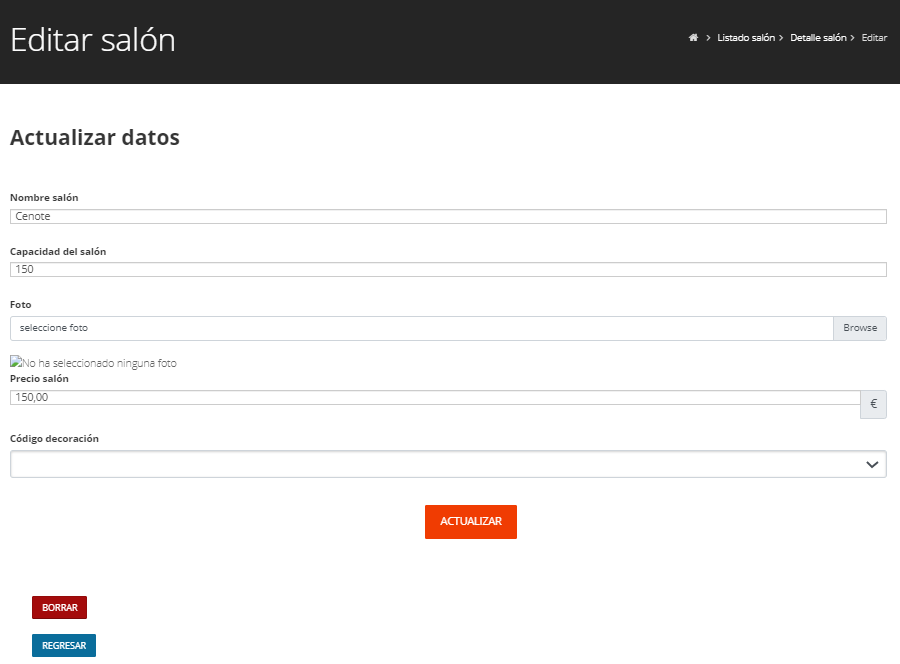 Editar salón
Listado salón > Detalle salón > Editar
Actualizar datos
Nombre salón
Cenote
Capacidad del salón
150
Foto
seleccione foto Browse
No ha seleccionado ninguna foto
Precio salón
150,00 €
Código decoración
ACTUALIZAR
BORRAR
REGRESAR